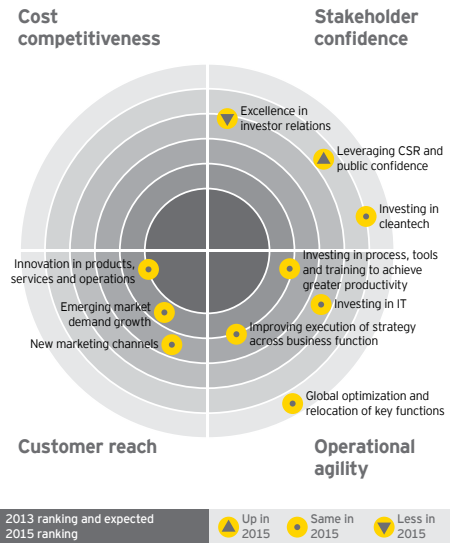 Cost
competitiveness
Stakeholder
confidence
Excellence in
investor relations
Leveraging CSR and
public confidence
Investing in
cleantech
Innovation in products,
services and operations
Investing in process, tools
and training to achieve
greater productivity
Emerging market
demand growth
Investing in IT
New marketing channels
Improving execution of strategy
across business function
Global optimization and
relocation of key functions
Customer reach
Operational
agility
2013 ranking and expected
2015 ranking
Up in
2015
Same in
2015
Less in
2015